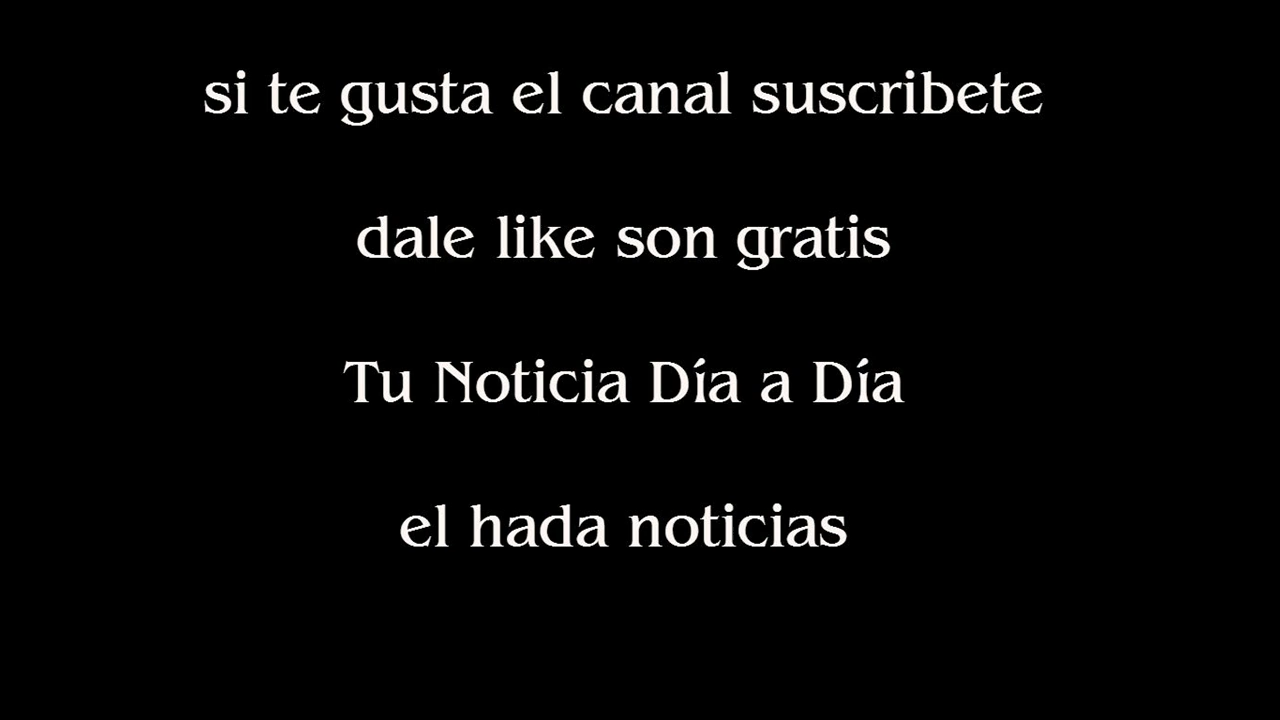 si te gusta el canal suscribete
dale like son gratis
Tu Noticia Día a Día
el hada noticias